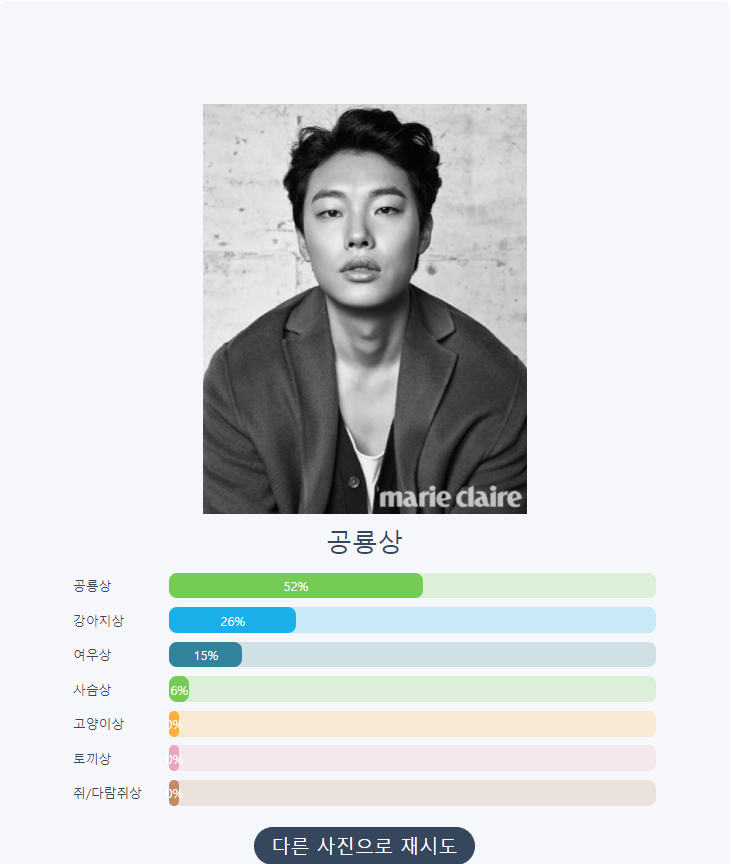 marie claire
공룡상
공룡상 52%
강아지상 26%
여우상 15%
사슴상 6%
고양이상 0%
토끼상 0%
쥐/다람쥐상 0%
다른 사진으로 재시도